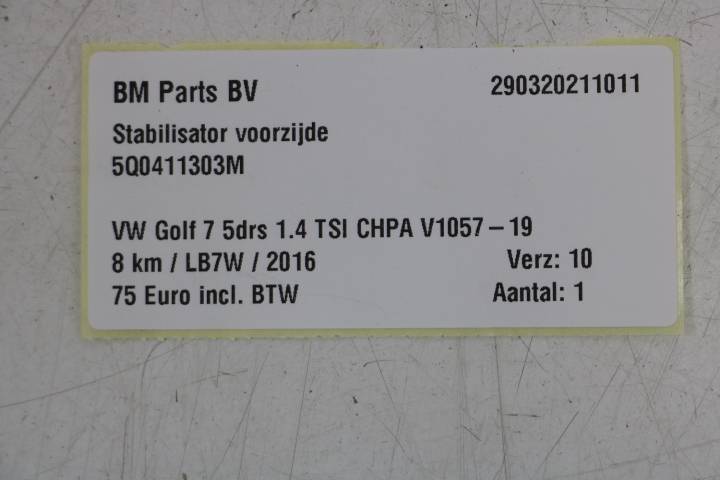 BM Parts BV 290320211011
Stabilisator voorzijde
5Q0411303M
VW Golf 7 5drs 1.4 TSI CHPA V1057-19
8 km / LB7W / 2016 Verz: 10
75 Euro incl. BTW Aantal: 1